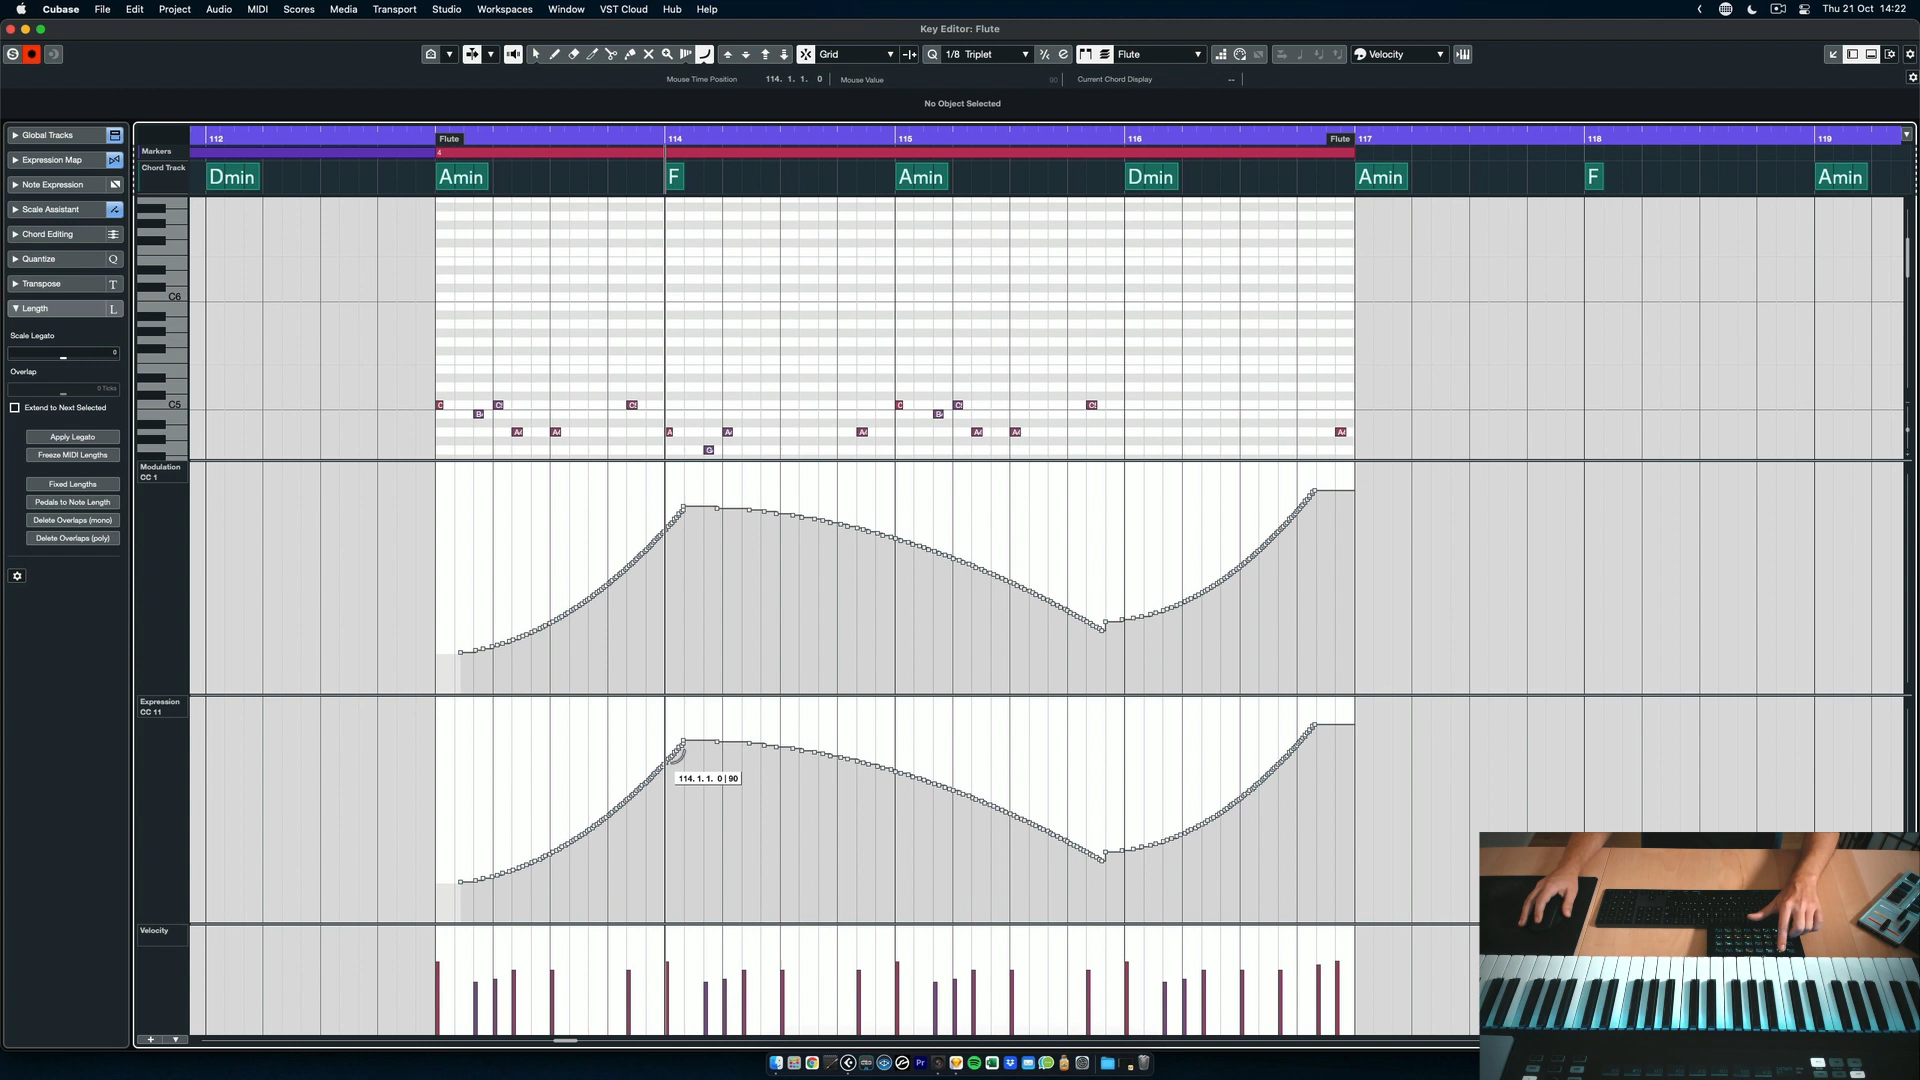 Cubase File Edit Project Audio MIDI Scores Media Transport Studio Workspaces Window VST Cloud Hub Help Thu 21 Oct 14:22
Key Editor: Flute
Grid 1/8 Triplet Flute Velocity
Mouse Time Position 114. 1. 1. 0 Mouse Value 90 Current Chord Display --
No Object Selected
Global Tracks
Expression Map
Note Expression
Scale Assistant
Chord Editing
Quantize Q
Transpose T
Length L
Scale Legato
0
Overlap
0 Ticks
Extend to Next Selected
Apply Legato
Freeze MIDI Lengths
Fixed Lengths
Pedals to Note Length
Delete Overlaps (mono)
Delete Overlaps (poly)
112 Flute 114 115 116 Flute 117 118 119
Markers 4
Chord Track
Dmin Amin F Amin Dmin Amin F Amin
C6
C5
Modulation
CC 1
Expression
CC 11
114. 1. 1. 0 | 90
Velocity